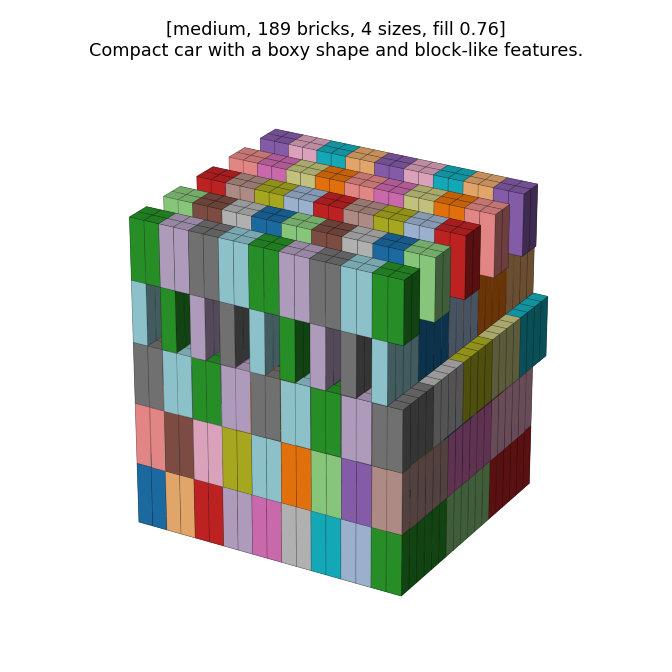 [medium, 189 bricks, 4 sizes, fill 0.76]
Compact car with a boxy shape and block-like features.